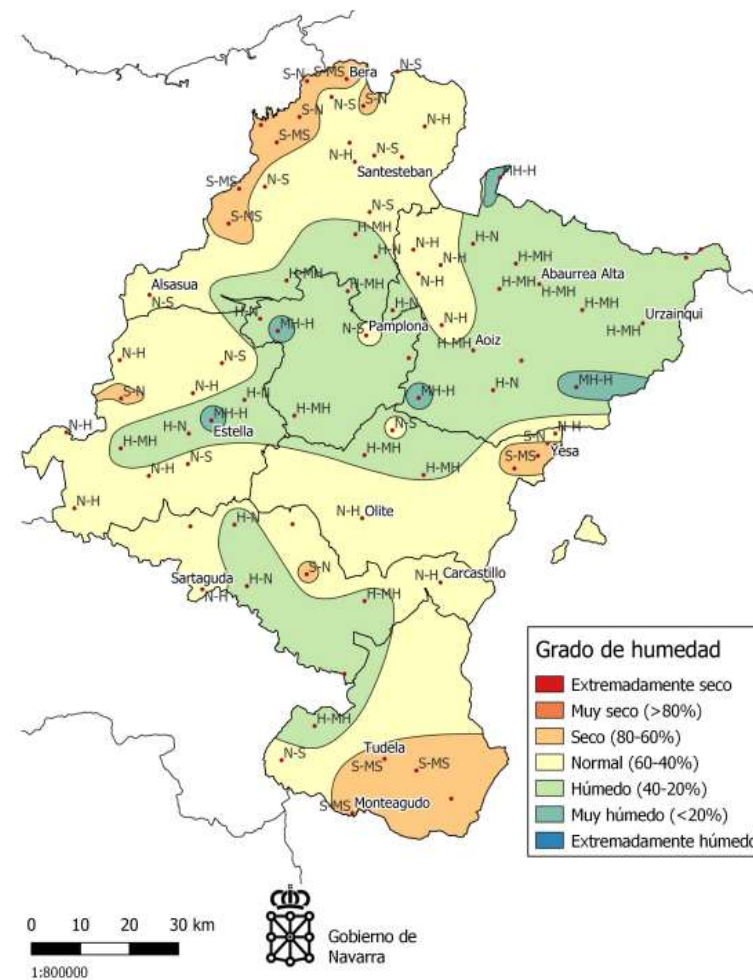 S-N
S-MS
Bera
N-S
N-S
S-N
S-N
N-H
S-MS
N-H
N-S
Santesteban
MH-H
S-MS
N-S
S-MS
N-S
H-MH
H-N
N-H
H-N
N-H
H-MH
Abaurrea Alta
Alsasua
N-S
H-MH
H-MH
N-H
H-MH
H-MH
H-MH
Urzainqui
H-N
H-N
MH-H
N-S
Pamplona
N-H
H-MH
H-MH
Aoiz
N-H
N-S
S-N
N-H
H-N
MH-H
H-N
MH-H
MH-H
H-MH
N-S
N-H
H-N
Estella
N-H
S-N
H-MH
N-S
H-MH
S-MS
Yesa
N-H
H-MH
N-H
N-H
Olite
H-N
S-N
Sartaguda
H-N
N-H
Carcastillo
N-H
H-MH
H-MH
N-S
Tudela
S-MS
S-MS
S-MS
Monteagudo
Grado de humedad
Extremadamente seco
Muy seco (>80%)
Seco (80-60%)
Normal (60-40%)
Húmedo (40-20%)
Muy húmedo (<20%)
Extremadamente húmedo
0 10 20 30 km
1:800000
Gobierno de
Navarra